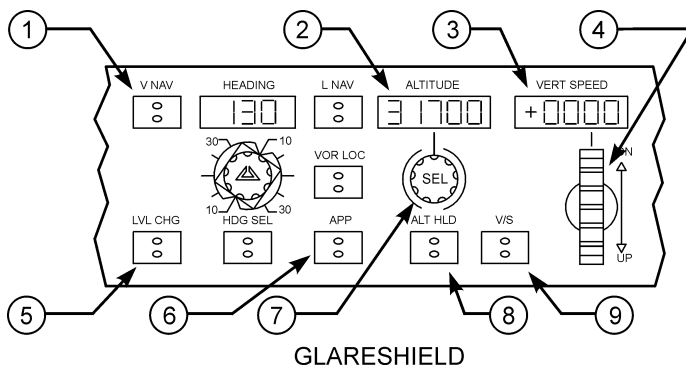 1 2 3 4
V NAV HEADING L NAV ALTITUDE VERT SPEED
130 31700 +0000
DN
30 10
VOR LOC
SEL
10 30
LVL CHG HDG SEL APP ALT HLD V/S
UP
5 6 7 8 9
GLARESHIELD